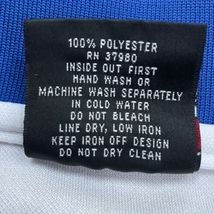 100% POLYESTER
RN 37980
INSIDE OUT FIRST
HAND WASH OR
MACHINE WASH SEPARATELY
IN COLD WATER
DO NOT BLEACH
LINE DRY, LOW IRON
KEEP IRON OFF DESIGN
DO NOT DRY CLEAN